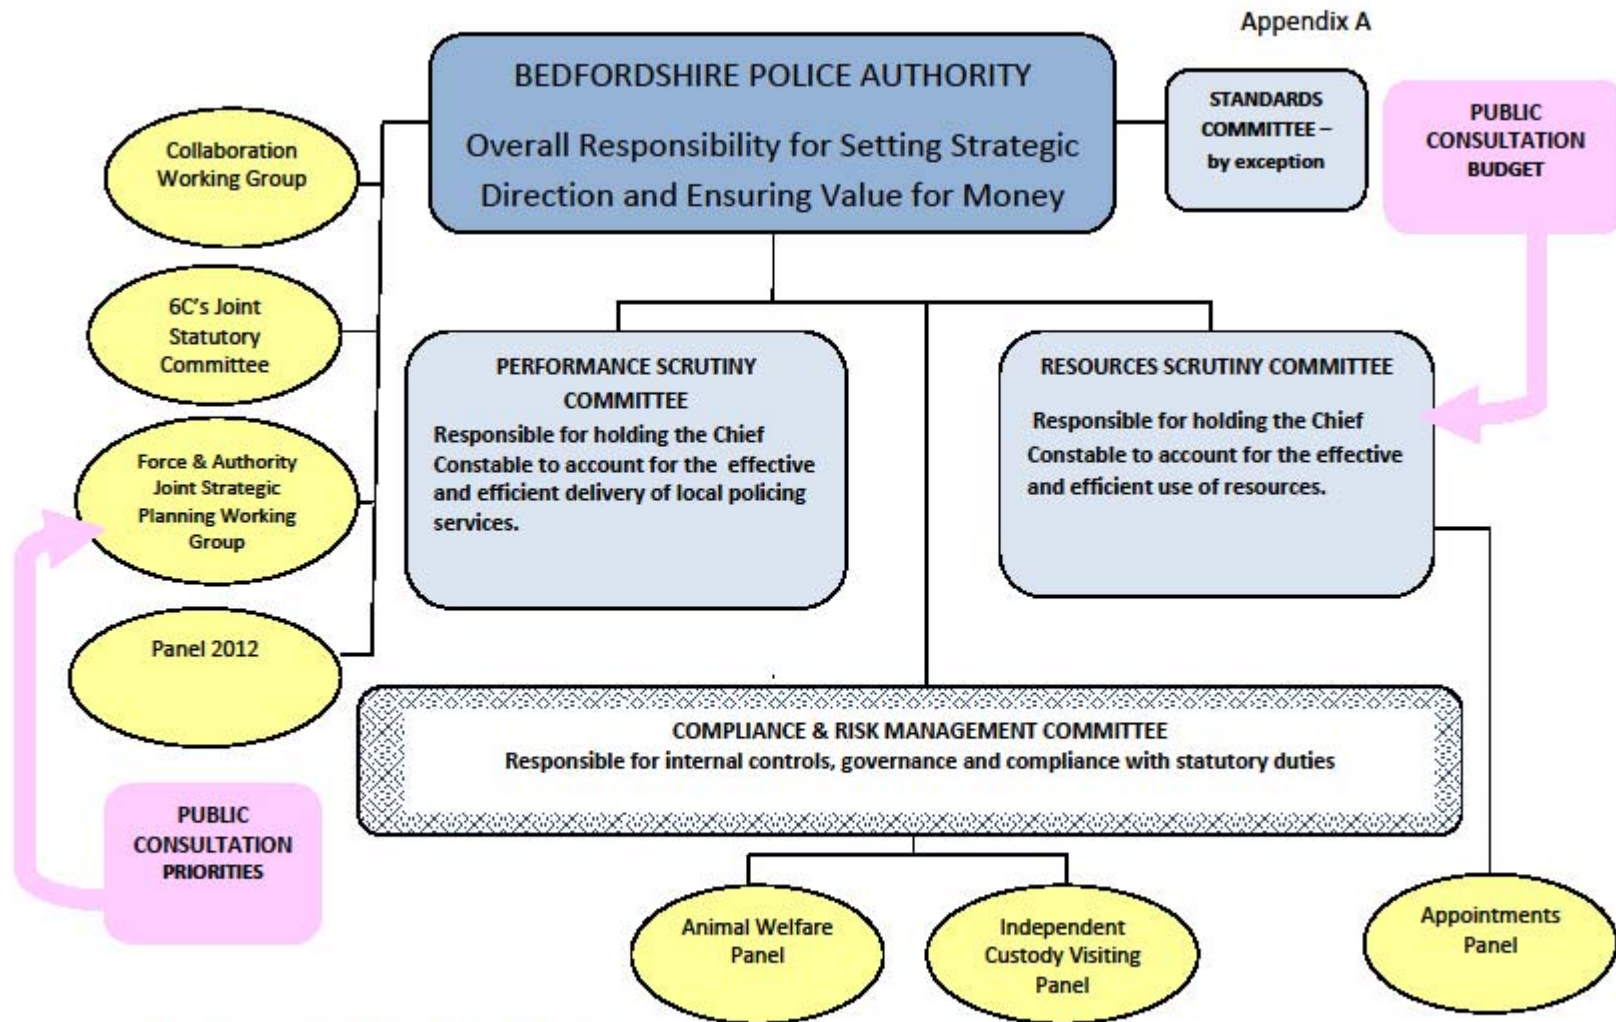 Appendix A
BEDFORDSHIRE POLICE AUTHORITY
Overall Responsibility for Setting Strategic
Direction and Ensuring Value for Money
STANDARDS
COMMITTEE –
by exception
PUBLIC
CONSULTATION
BUDGET
Collaboration
Working Group
6C's Joint
Statutory
Committee
Force & Authority
Joint Strategic
Planning Working
Group
Panel 2012
PUBLIC
CONSULTATION
PRIORITIES
PERFORMANCE SCRUTINY
COMMITTEE
Responsible for holding the Chief
Constable to account for the effective
and efficient delivery of local policing
services.
RESOURCES SCRUTINY COMMITTEE
Responsible for holding the Chief
Constable to account for the effective
and efficient use of resources.
COMPLIANCE & RISK MANAGEMENT COMMITTEE
Responsible for internal controls, governance and compliance with statutory duties
Animal Welfare
Panel
Independent
Custody Visiting
Panel
Appointments
Panel